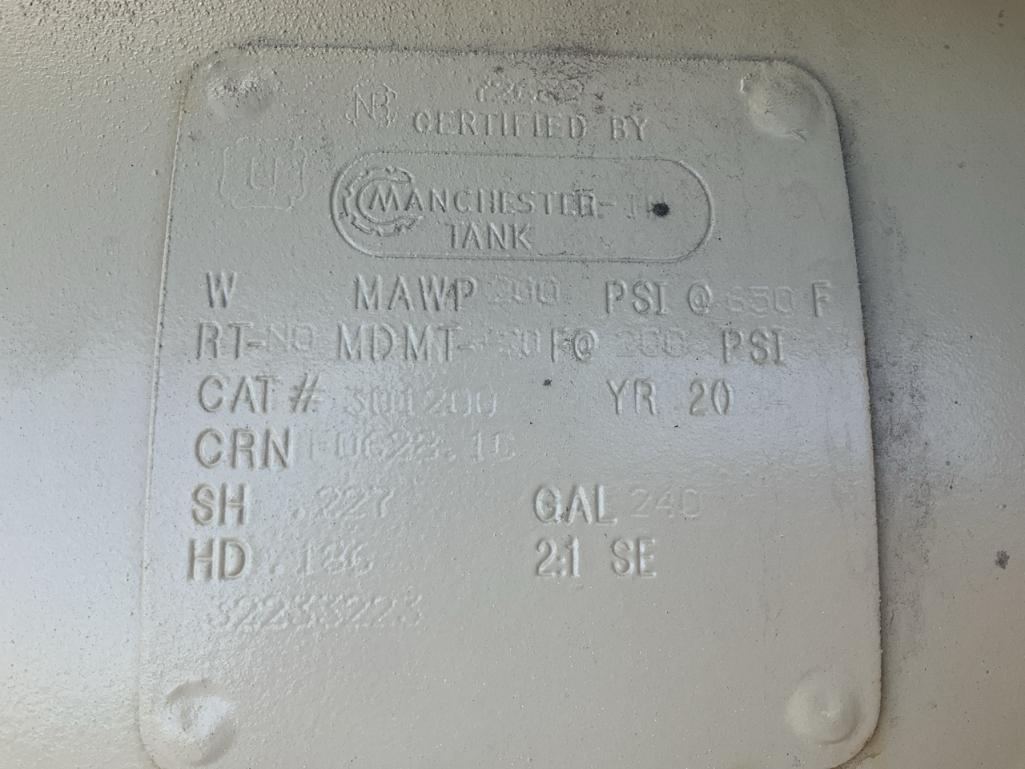 NB
CERTIFIED BY
U
MANCHESTER-
TANK
W MAWP 200 PSI @ 650 F
RT-NO MDMT-20 F@ 200 PSI
CAT # 301200 YR 20
CRN
SH .227 GAL 240
HD .186 2:1 SE
32233223